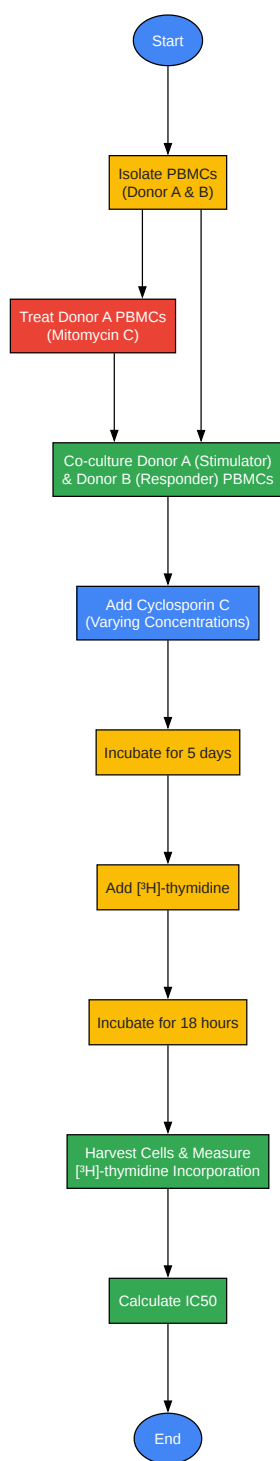 Start
Isolate PBMCs
(Donor A & B)
Treat Donor A PBMCs
(Mitomycin C)
Co-culture Donor A (Stimulator)
& Donor B (Responder) PBMCs
Add Cyclosporin C
(Varying Concentrations)
Incubate for 5 days
Add [³H]-thymidine
Incubate for 18 hours
Harvest Cells & Measure
[³H]-thymidine Incorporation
Calculate IC50
End